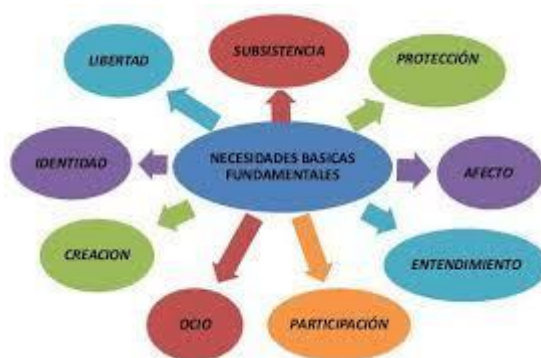 SUBSISTENCIA
PROTECCIÓN
LIBERTAD
NECESIDADES BASICAS
FUNDAMENTALES
IDENTIDAD
AFECTO
CREACION
ENTENDIMIENTO
OCIO
PARTICIPACIÓN